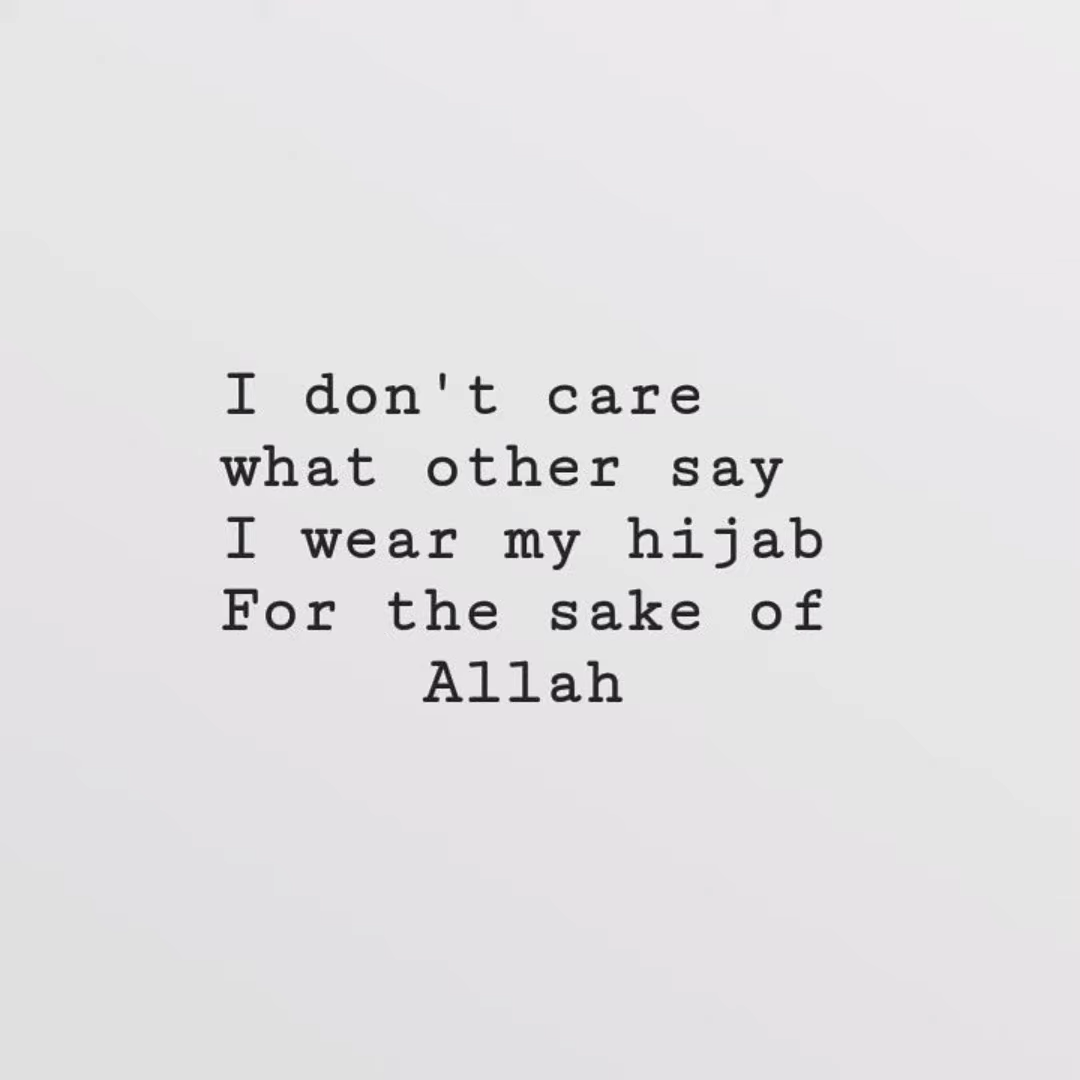 I don't care
what other say
I wear my hijab
For the sake of
Allah